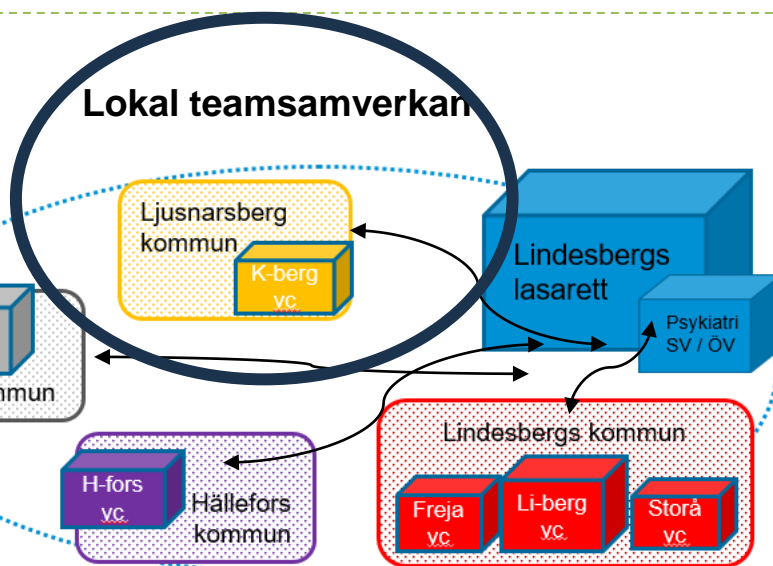 Lokal teamsamverkan
Ljusnarsberg
kommun
K-berg
vc
Lindesbergs
lasarett
Psykiatri
SV / ÖV
Lindesbergs kommun
H-fors
vc
Hällefors
kommun
Freja
vc
Li-berg
vc
Storå
vc